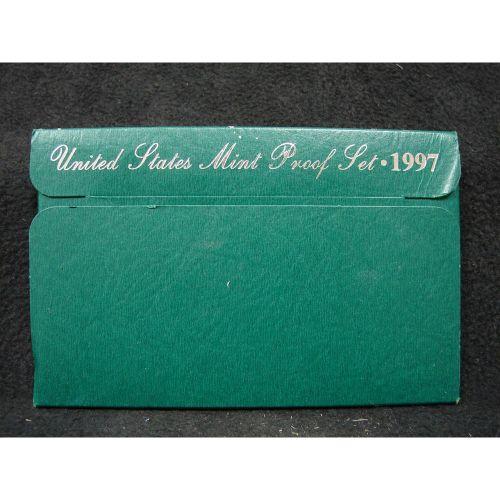 United States Mint Proof Set • 1997